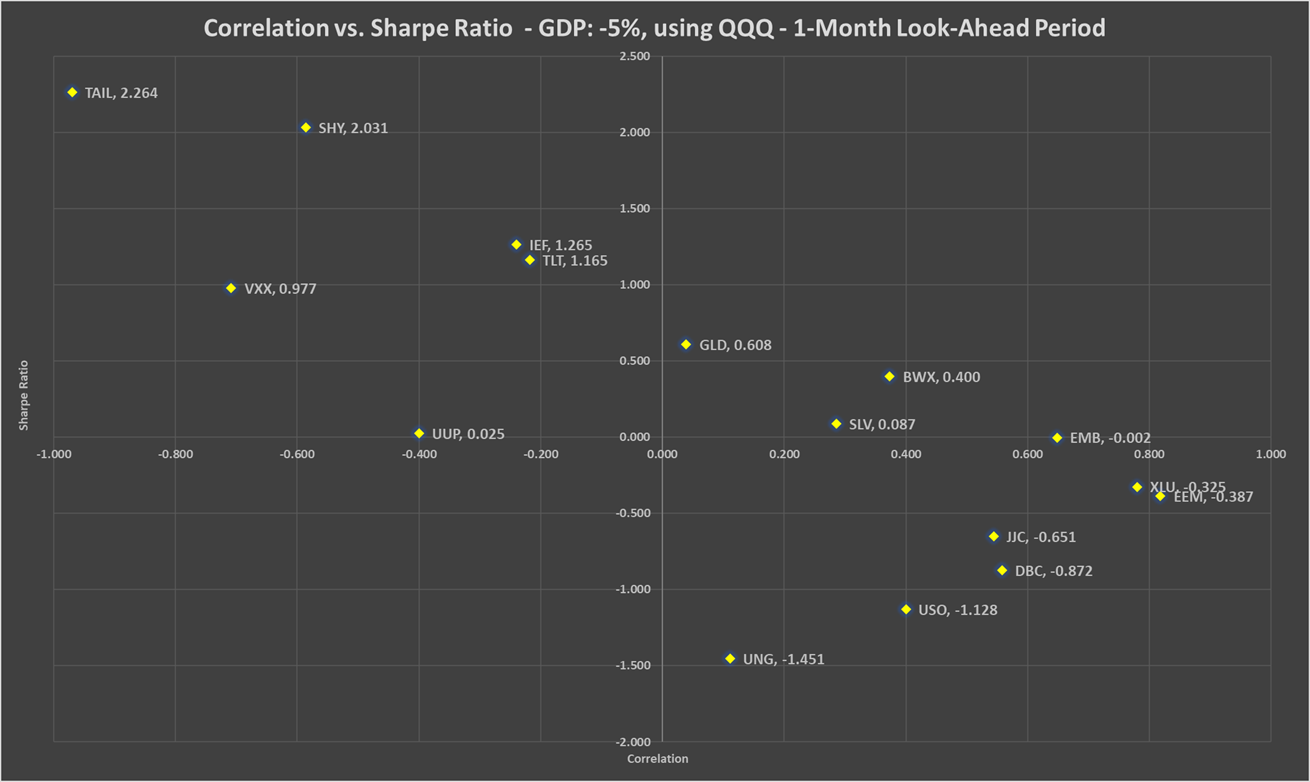 Correlation vs. Sharpe Ratio - GDP: -5%, using QQQ - 1-Month Look-Ahead Period
2.500
TAIL, 2.264
2.000
SHY, 2.031
1.500
IEF, 1.265
TLT, 1.165
1.000
VXX, 0.977
GLD, 0.608
0.500
BWX, 0.400
SLV, 0.087
Sharpe Ratio
UUP, 0.025
0.000
EMB, -0.002
-1.000 -0.800 -0.600 -0.400 -0.200 0.000 0.200 0.400 0.600 0.800 1.000
XLU, -0.325
EEM, -0.387
-0.500
JJC, -0.651
DBC, -0.872
-1.000
USO, -1.128
UNG, -1.451
-1.500
-2.000
Correlation